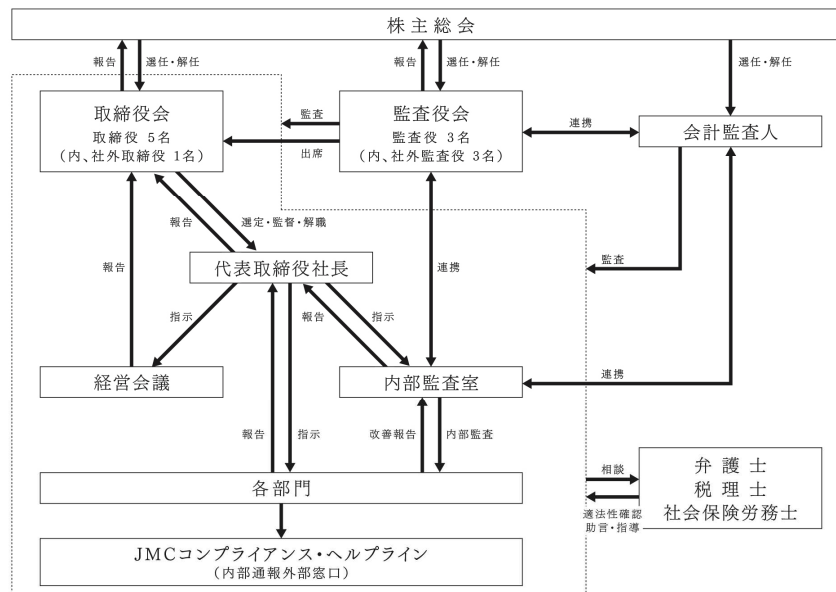 株主総会
報告
選任・解任
報告
選任・解任
選任・解任
取締役会
取締役 5名
(内、社外取締役 1名)
監査
出席
監査役会
監査役 3名
(内、社外監査役 3名)
連携
会計監査人
報告
選定・監督・解職
報告
代表取締役社長
連携
監査
指示
報告
指示
経営会議
内部監査室
連携
報告
指示
改善報告
内部監査
各部門
相談
適法性確認
助言・指導
弁護士
税理士
社会保険労務士
JMCコンプライアンス・ヘルプライン
(内部通報外部窓口)